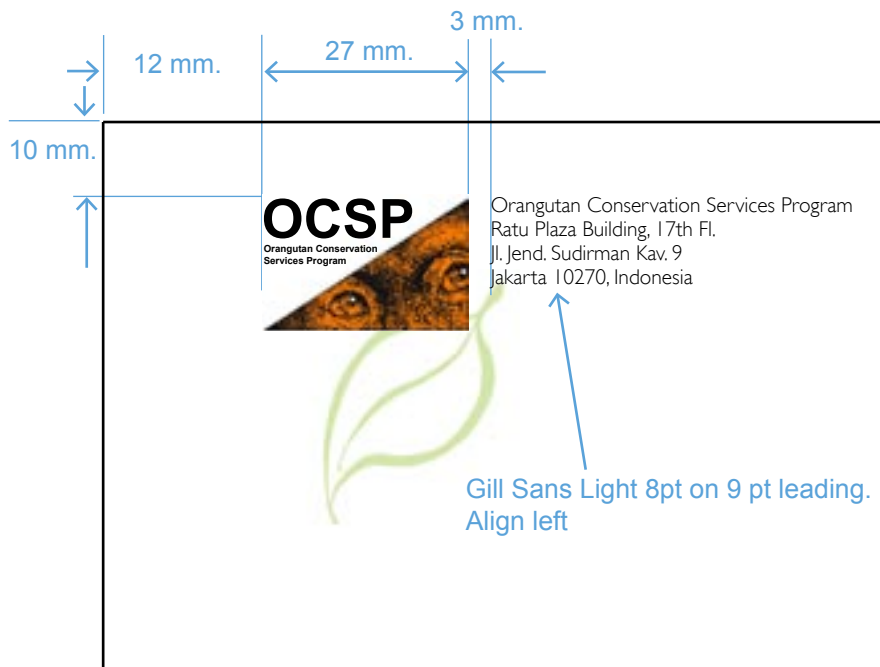 3 mm.
12 mm.
27 mm.
10 mm.
OCSP
Orangutan Conservation
Services Program
Orangutan Conservation Services Program
Ratu Plaza Building, 17th Fl.
Jl. Jend. Sudirman Kav. 9
Jakarta 10270, Indonesia
Gill Sans Light 8pt on 9 pt leading.
Align left